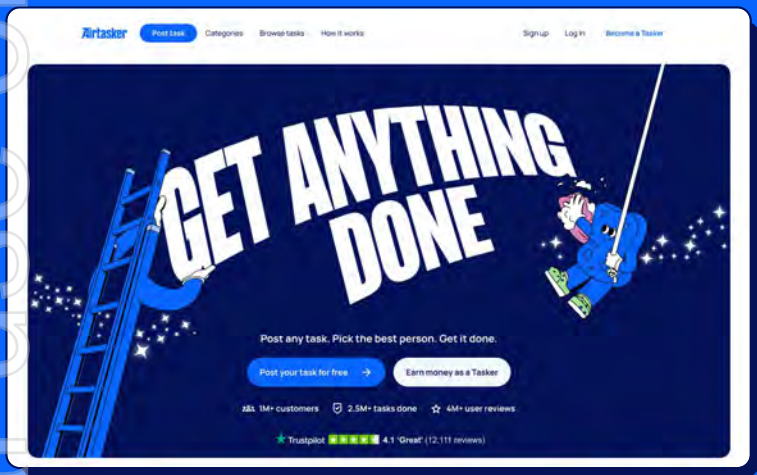 Airtasker Post task Categories Browse tasks How it works Sign up Log in Become a Tasker
GET ANYTHING
DONE
Post any task. Pick the best person. Get it done.
Post your task for free → Earn money as a Tasker
1M+ customers 2.5M+ tasks done 4M+ user reviews
Trustpilot 4.1 'Great' (12,111 reviews)